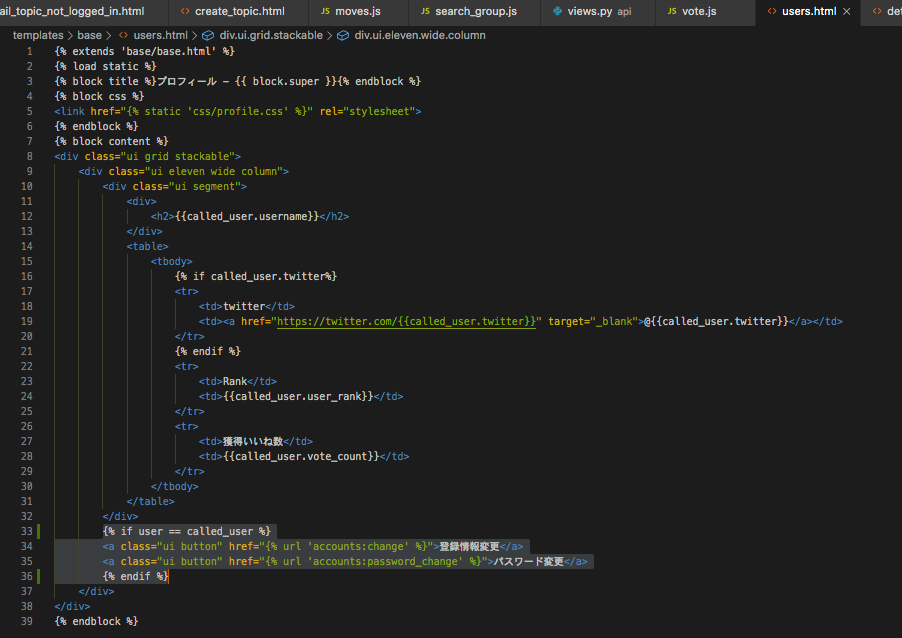 ail_topic_not_logged_in.html create_topic.html JS moves.js JS search_group.js views.py api JS vote.js users.html × det
templates > base > users.html > div.ui.grid.stackable > div.ui.eleven.wide.column
1 {% extends 'base/base.html' %}
2 {% load static %}
3 {% block title %}プロフィール - {{ block.super }}{% endblock %}
4 {% block css %}
5 <link href="{% static 'css/profile.css' %}" rel="stylesheet">
6 {% endblock %}
7 {% block content %}
8 <div class="ui grid stackable">
9 <div class="ui eleven wide column">
10 <div class="ui segment">
11 <div>
12 <h2>{{called_user.username}}</h2>
13 </div>
14 <table>
15 <tbody>
16 {% if called_user.twitter%}
17 <tr>
18 <td>twitter</td>
19 <td><a href="https://twitter.com/{{called_user.twitter}}" target="_blank">@{{called_user.twitter}}</a></td>
20 </tr>
21 {% endif %}
22 <tr>
23 <td>Rank</td>
24 <td>{{called_user.user_rank}}</td>
25 </tr>
26 <tr>
27 <td>獲得いいね数</td>
28 <td>{{called_user.vote_count}}</td>
29 </tr>
30 </tbody>
31 </table>
32 </div>
33 {% if user == called_user %}
34 <a class="ui button" href="{% url 'accounts:change' %}">登録情報変更</a>
35 <a class="ui button" href="{% url 'accounts:password_change' %}">パスワード変更</a>
36 {% endif %}
37 </div>
38 </div>
39 {% endblock %}